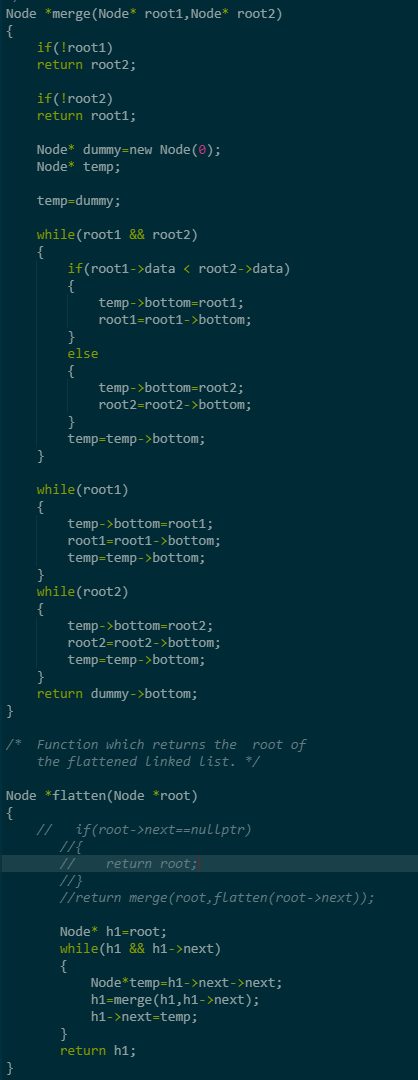 Node *merge(Node* root1,Node* root2)
{
    if(!root1)
    return root2;

    if(!root2)
    return root1;

    Node* dummy=new Node(0);
    Node* temp;

    temp=dummy;

    while(root1 && root2)
    {
        if(root1->data < root2->data)
        {
            temp->bottom=root1;
            root1=root1->bottom;
        }
        else
        {
            temp->bottom=root2;
            root2=root2->bottom;
        }
        temp=temp->bottom;
    }

    while(root1)
    {
        temp->bottom=root1;
        root1=root1->bottom;
        temp=temp->bottom;
    }
    while(root2)
    {
        temp->bottom=root2;
        root2=root2->bottom;
        temp=temp->bottom;
    }
    return dummy->bottom;
}

/*  Function which returns the  root of
    the flattened linked list. */

Node *flatten(Node *root)
{
    //   if(root->next==nullptr)
       //{
       //    return root;
       //}
       //return merge(root,flatten(root->next));

       Node* h1=root;
       while(h1 && h1->next)
       {
           Node*temp=h1->next->next;
           h1=merge(h1,h1->next);
           h1->next=temp;
       }
       return h1;
}